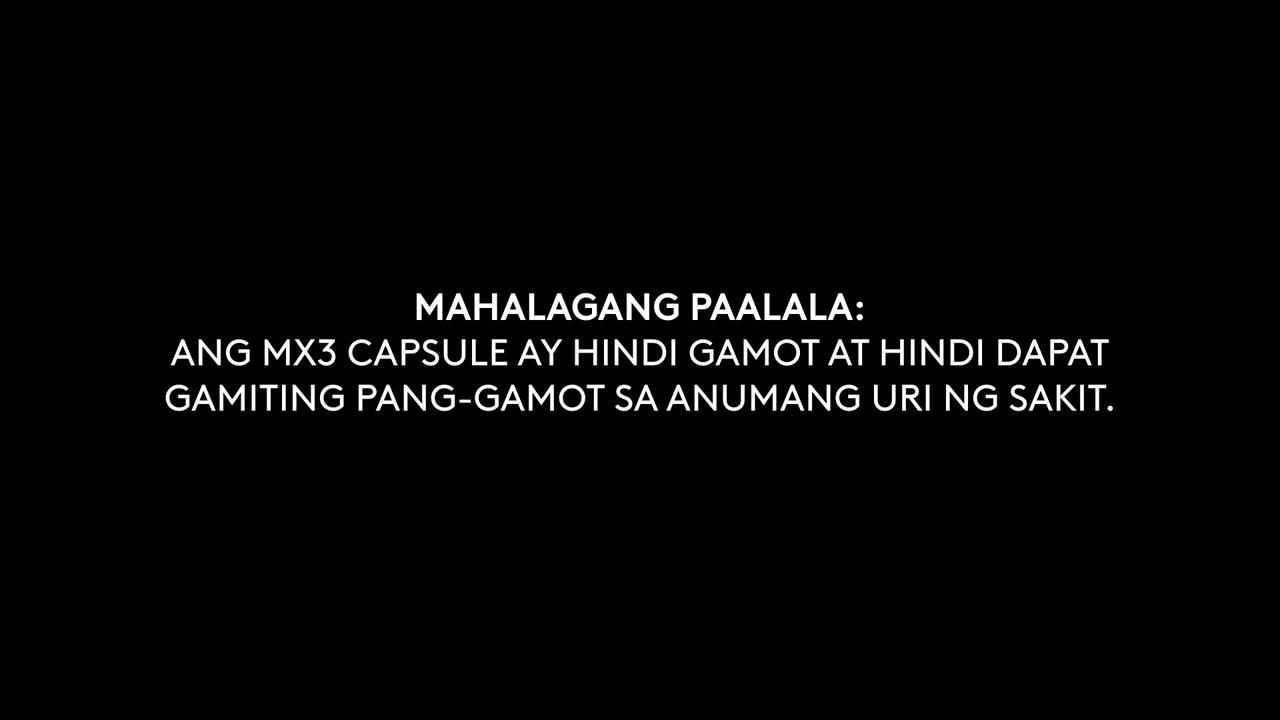 MAHALAGANG PAALALA:
ANG MX3 CAPSULE AY HINDI GAMOT AT HINDI DAPAT
GAMITING PANG-GAMOT SA ANUMANG URI NG SAKIT.